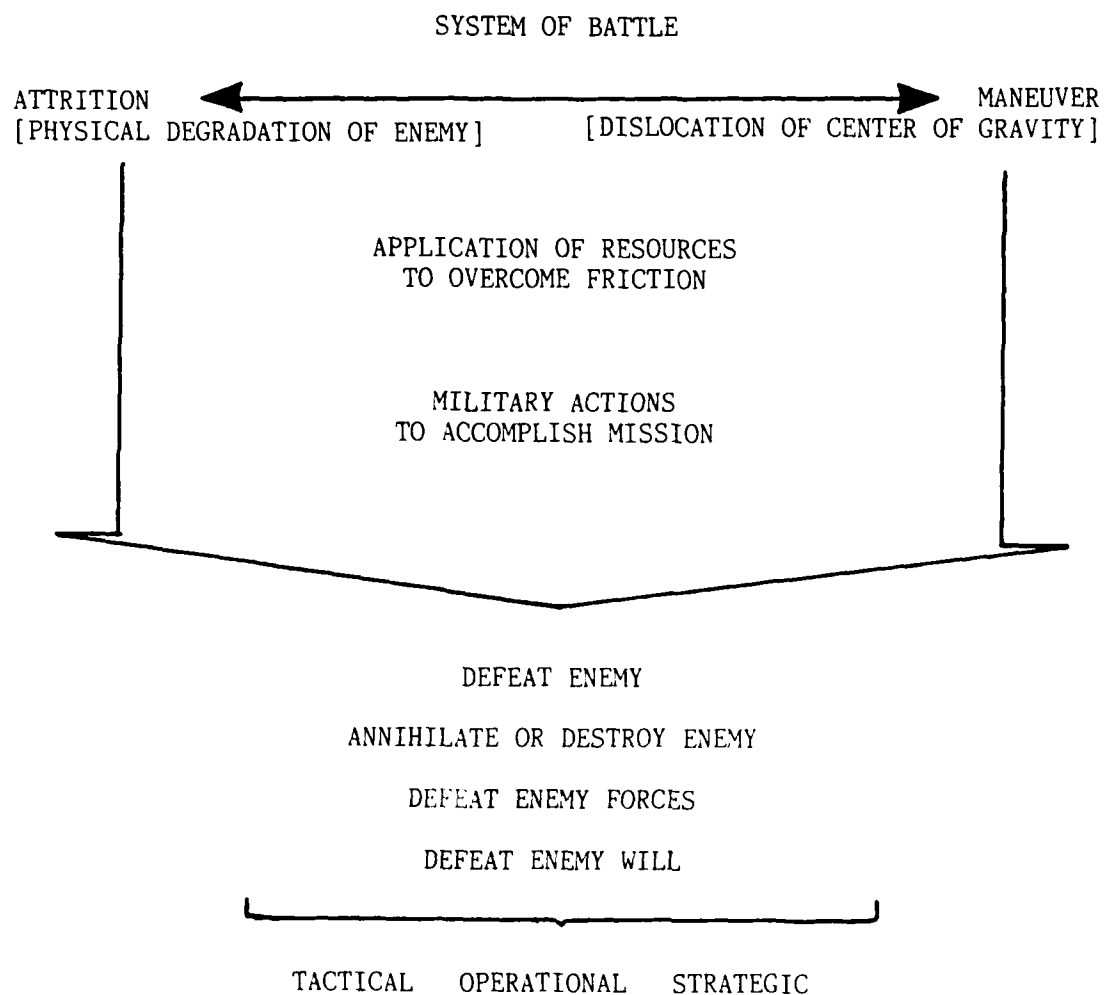 SYSTEM OF BATTLE
ATTRITION MANEUVER
[PHYSICAL DEGRADATION OF ENEMY] [DISLOCATION OF CENTER OF GRAVITY]
APPLICATION OF RESOURCES
TO OVERCOME FRICTION
MILITARY ACTIONS
TO ACCOMPLISH MISSION
DEFEAT ENEMY
ANNIHILATE OR DESTROY ENEMY
DEFEAT ENEMY FORCES
DEFEAT ENEMY WILL
TACTICAL OPERATIONAL STRATEGIC